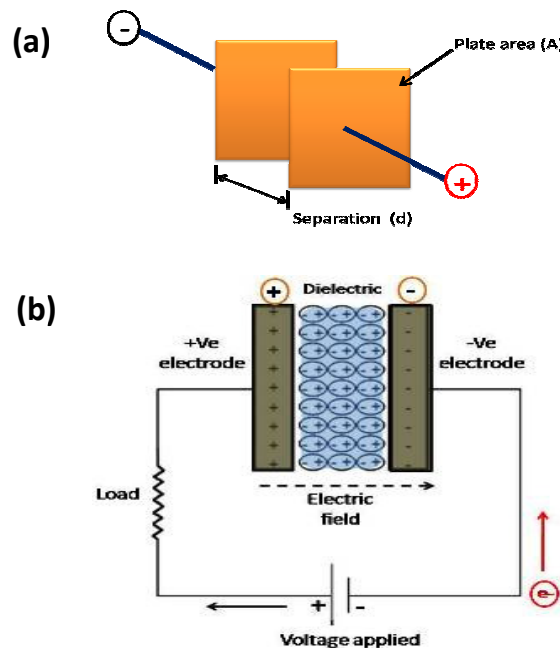 (a)
-
Plate area (A)
+
Separation (d)
(b)
Dielectric
+
-
+Ve
electrode
-Ve
electrode
Load
Electric
field
e-
+
-
Voltage applied